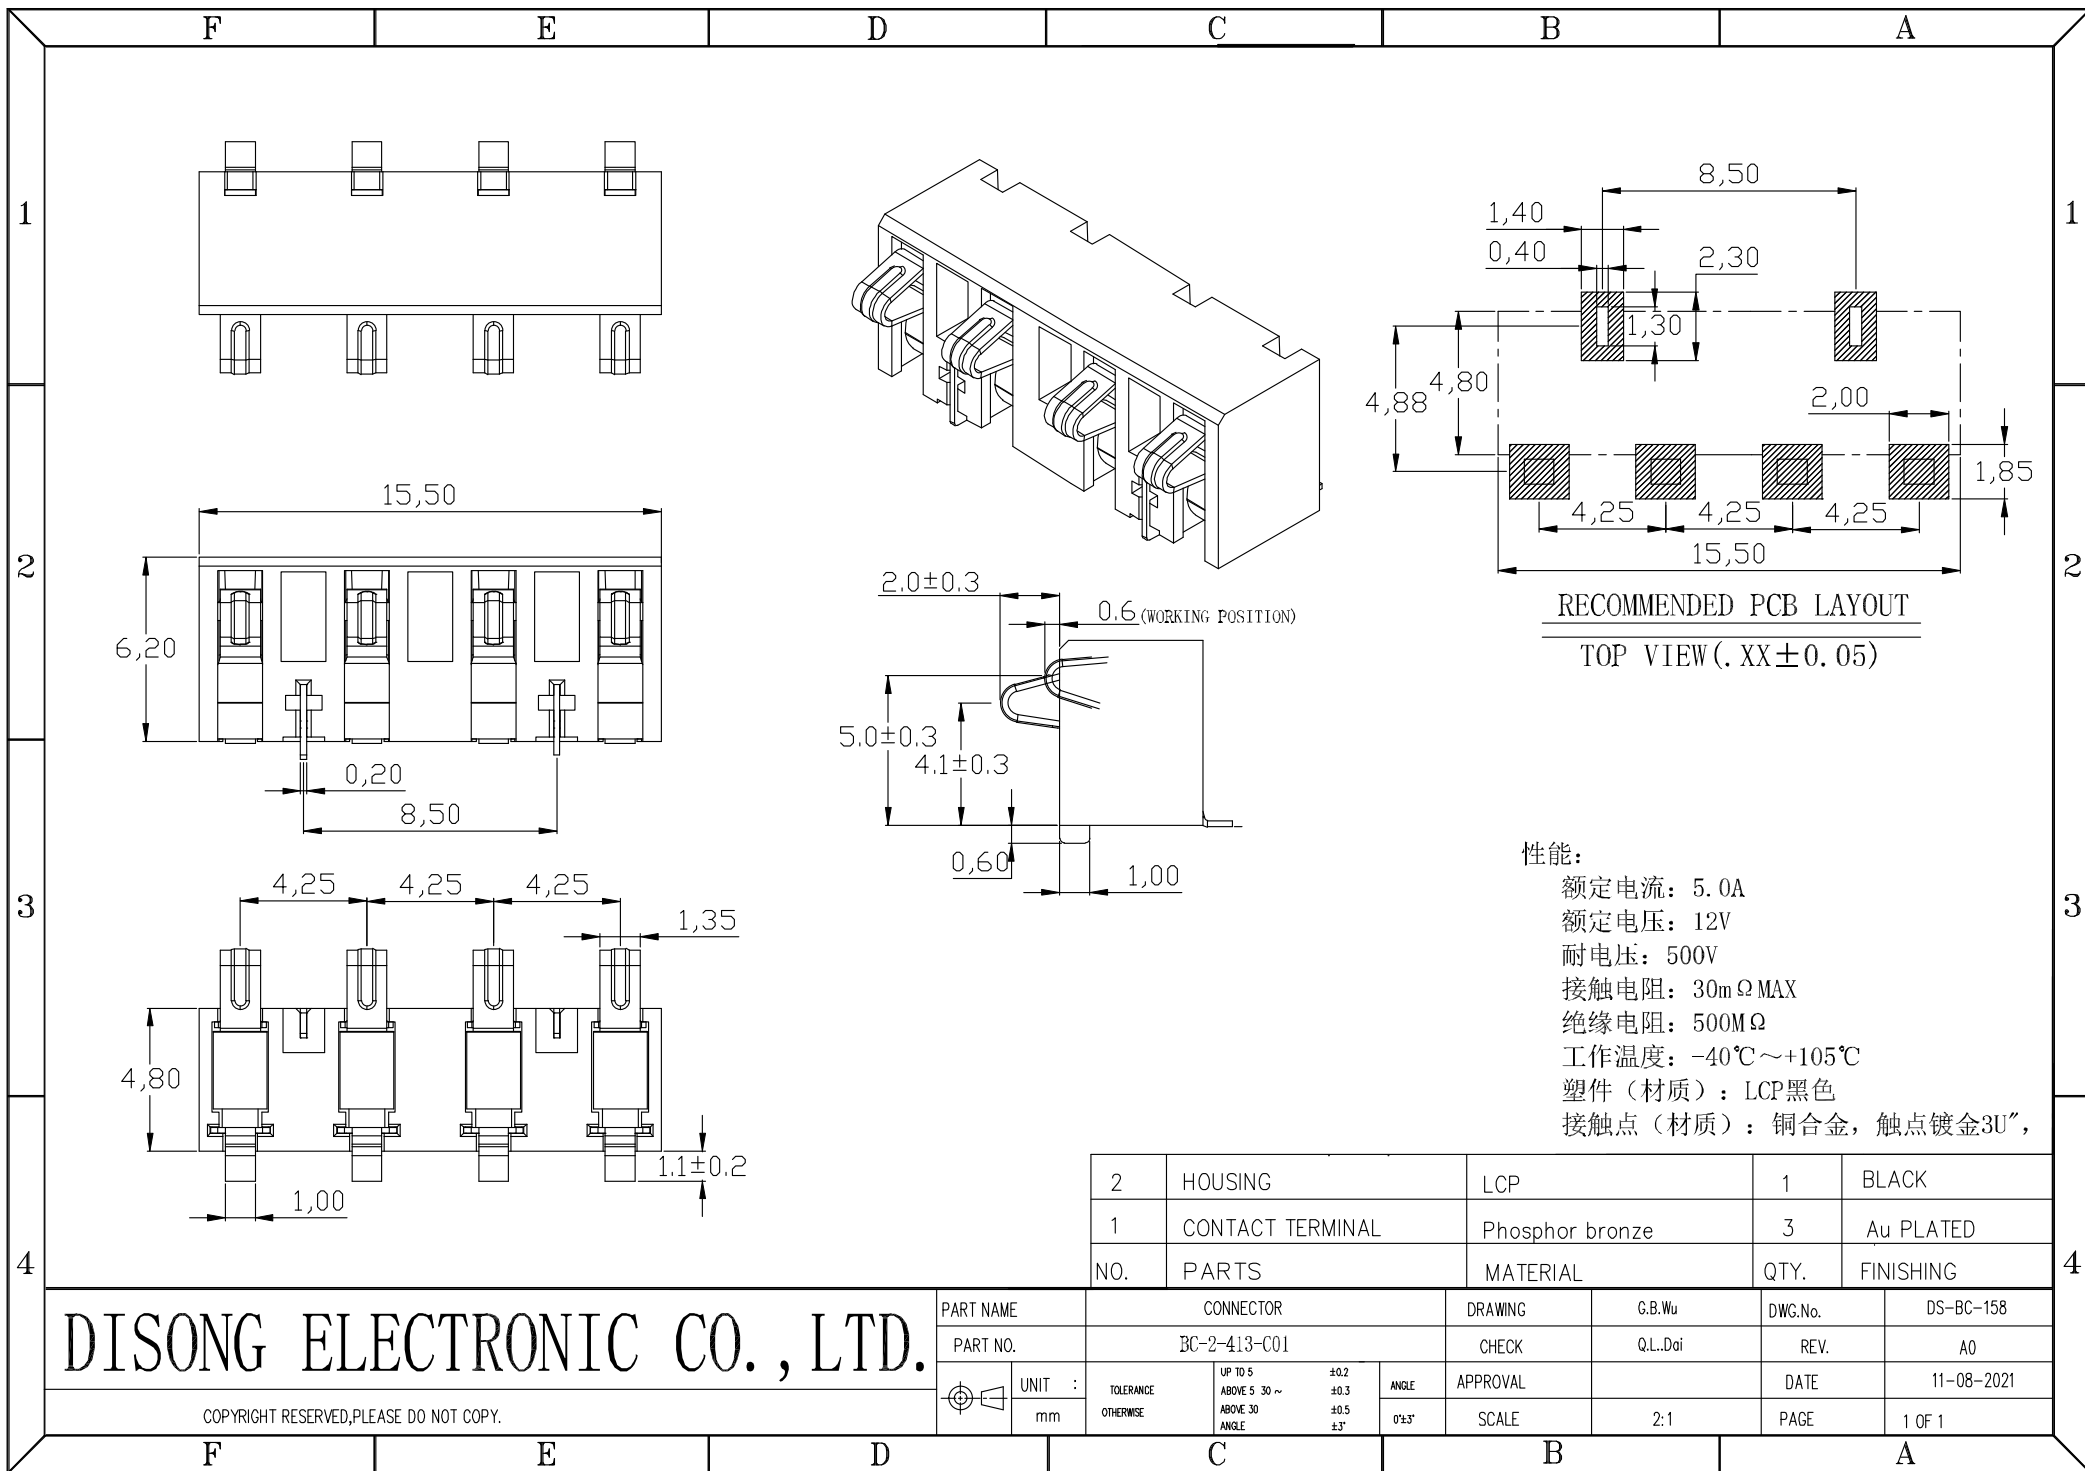 F E D C B A
1 1
2 2
3 3
4 4
8,50
1,40
0,40
2,30
1,30
4,80
4,88
2,00
1,85
4,25 4,25 4,25
15,50
RECOMMENDED PCB LAYOUT
TOP VIEW(.XX±0.05)
15,50
6,20
0,20
8,50
2.0±0.3
0.6(WORKING POSITION)
5.0±0.3
4.1±0.3
0,60
1,00
4,25 4,25 4,25
1,35
4,80
1.1±0.2
1,00
性能：
额定电流：5.0A
额定电压：12V
耐电压：500V
接触电阻：30mΩMAX
绝缘电阻：500MΩ
工作温度：-40℃～+105℃
塑件（材质）：LCP黑色
接触点（材质）：铜合金，触点镀金3U″，
2 HOUSING LCP 1 BLACK
1 CONTACT TERMINAL Phosphor bronze 3 Au PLATED
NO. PARTS MATERIAL QTY. FINISHING
DISONG ELECTRONIC CO.,LTD.
COPYRIGHT RESERVED,PLEASE DO NOT COPY.
PART NAME CONNECTOR DRAWING G.B.Wu DWG.No. DS-BC-158
PART NO. BC-2-413-C01 CHECK Q.L..Dai REV. A0
UNIT : mm
TOLERANCE OTHERWISE
UP TO 5 ±0.2
ABOVE 5 30 ~ ±0.3
ABOVE 30 ±0.5
ANGLE ±3°
ANGLE
0°±3°
APPROVAL DATE 11-08-2021
SCALE 2:1 PAGE 1 OF 1
F E D C B A